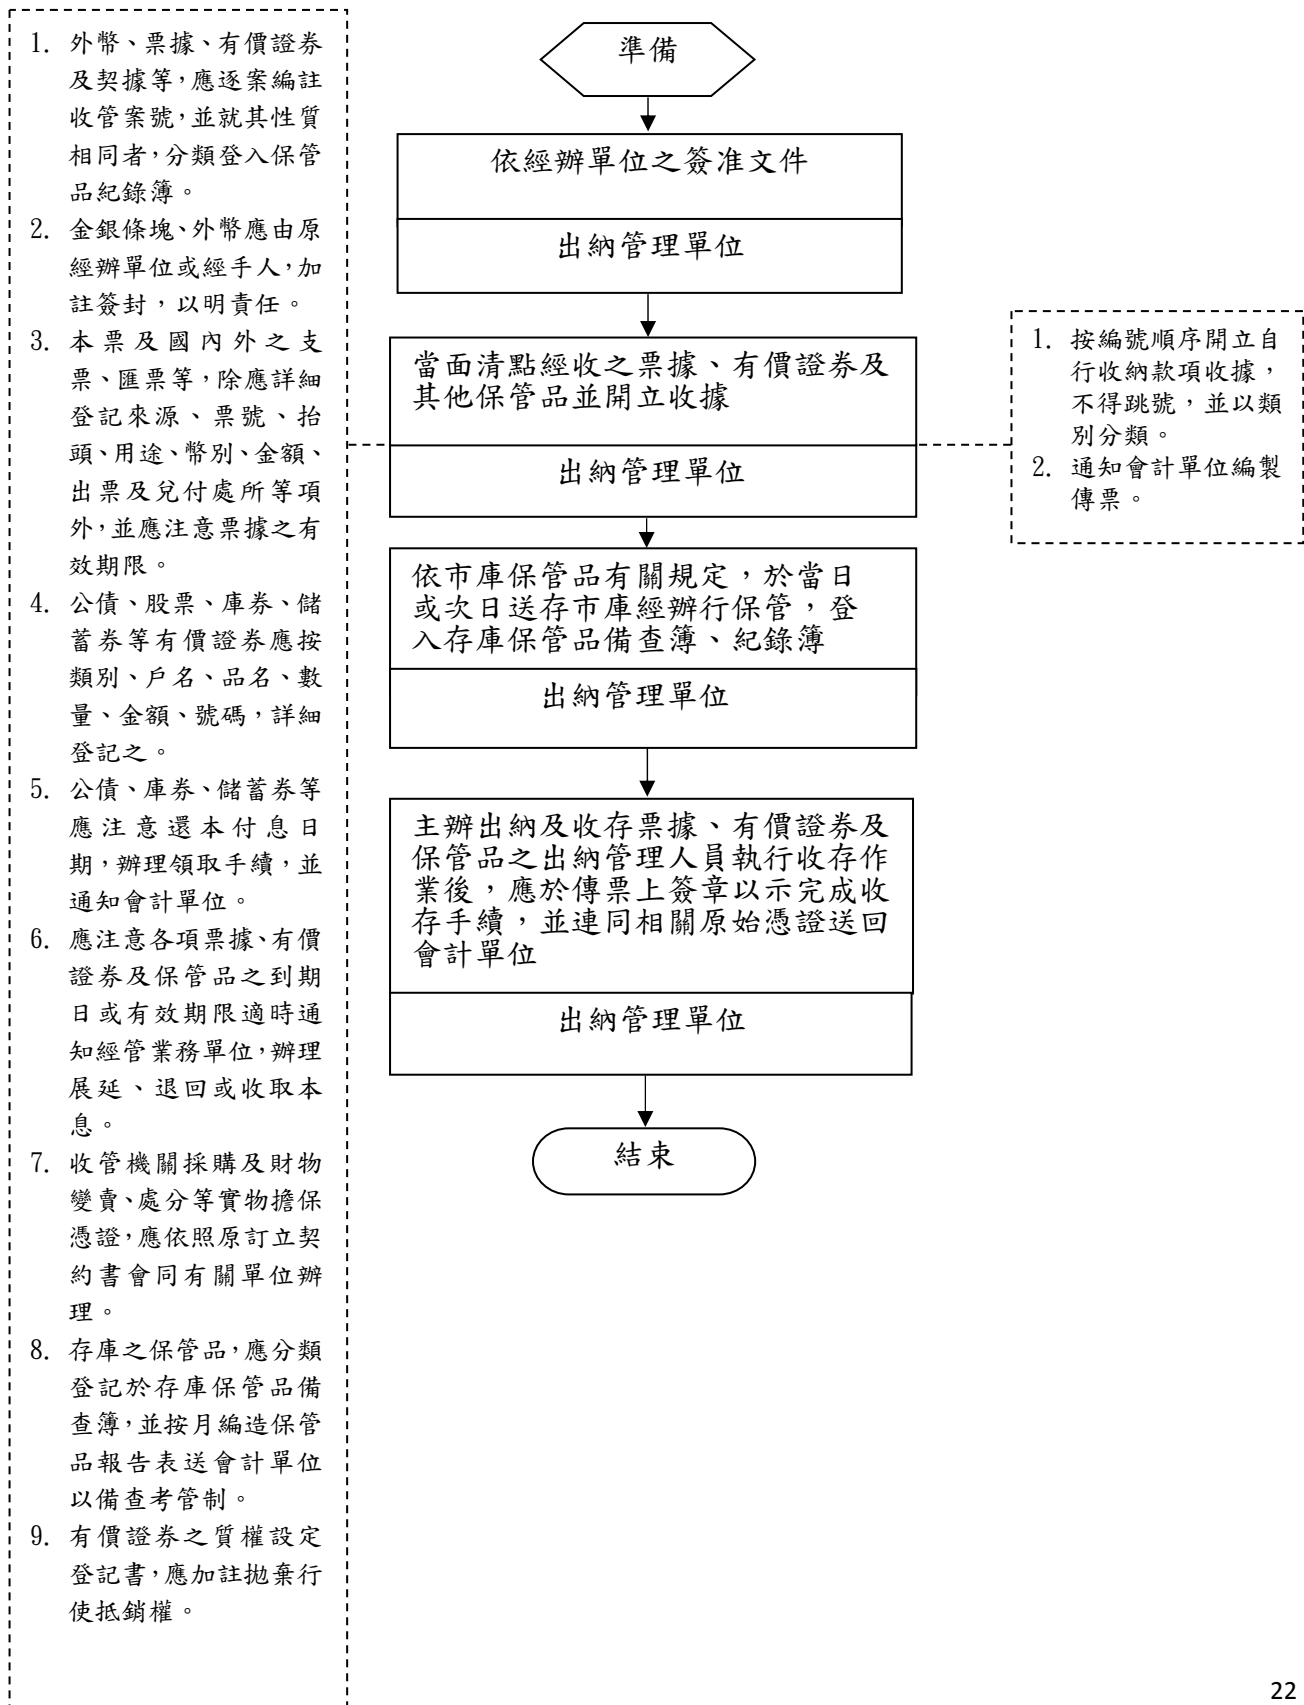 1. 外幣、票據、有價證券
及契據等，應逐案編註
收管案號，並就其性質
相同者，分類登入保管
品紀錄簿。
2. 金銀條塊、外幣應由原
經辦單位或經手人，加
註簽封，以明責任。
3. 本票及國內外之支
票、匯票等，除應詳細
登記來源、票號、抬
頭、用途、幣別、金額、
出票及兌付處所等項
外，並應注意票據之有
效期限。
4. 公債、股票、庫券、儲
蓄券等有價證券應按
類別、戶名、品名、數
量、金額、號碼，詳細
登記之。
5. 公債、庫券、儲蓄券等
應注意還本付息日
期，辦理領取手續，並
通知會計單位。
6. 應注意各項票據、有價
證券及保管品之到期
日或有效期限適時通
知經管業務單位，辦理
展延、退回或收取本
息。
7. 收管機關採購及財物
變賣、處分等實物擔保
憑證，應依照原訂立契
約書會同有關單位辦
理。
8. 存庫之保管品，應分類
登記於存庫保管品備
查簿，並按月編造保管
品報告表送會計單位
以備查考管制。
9. 有價證券之質權設定
登記書，應加註拋棄行
使抵銷權。
準備
依經辦單位之簽准文件
出納管理單位
當面清點經收之票據、有價證券及
其他保管品並開立收據
出納管理單位
1. 按編號順序開立自
行收納款項收據，
不得跳號，並以類
別分類。
2. 通知會計單位編製
傳票。
依市庫保管品有關規定，於當日
或次日送存市庫經辦行保管，登
入存庫保管品備查簿、紀錄簿
出納管理單位
主辦出納及收存票據、有價證券及
保管品之出納管理人員執行收存作
業後，應於傳票上簽章以示完成收
存手續，並連同相關原始憑證送回
會計單位
出納管理單位
結束
22